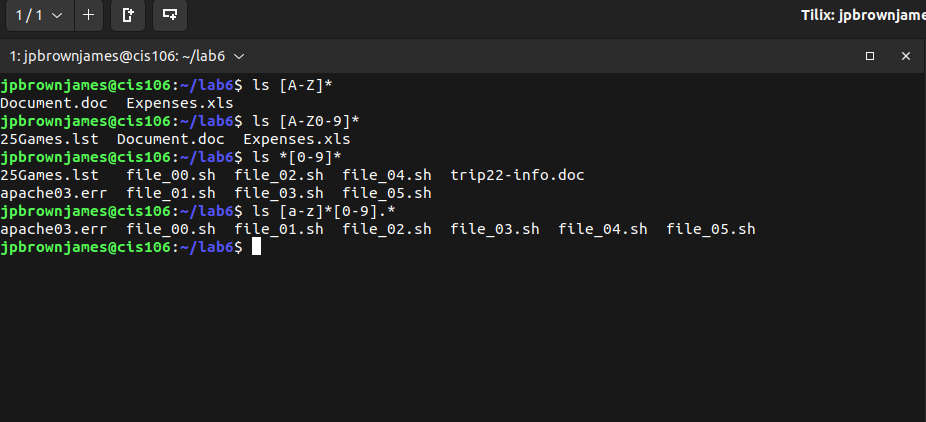 1 / 1
Tilix: jpbrownjame
1: jpbrownjames@cis106: ~/lab6
jpbrownjames@cis106:~/lab6$ ls [A-Z]*
Document.doc  Expenses.xls
jpbrownjames@cis106:~/lab6$ ls [A-Z0-9]*
25Games.lst  Document.doc  Expenses.xls
jpbrownjames@cis106:~/lab6$ ls *[0-9]*
25Games.lst   file_00.sh  file_02.sh  file_04.sh  trip22-info.doc
apache03.err  file_01.sh  file_03.sh  file_05.sh
jpbrownjames@cis106:~/lab6$ ls [a-z]*[0-9].*
apache03.err  file_00.sh  file_01.sh  file_02.sh  file_03.sh  file_04.sh  file_05.sh
jpbrownjames@cis106:~/lab6$